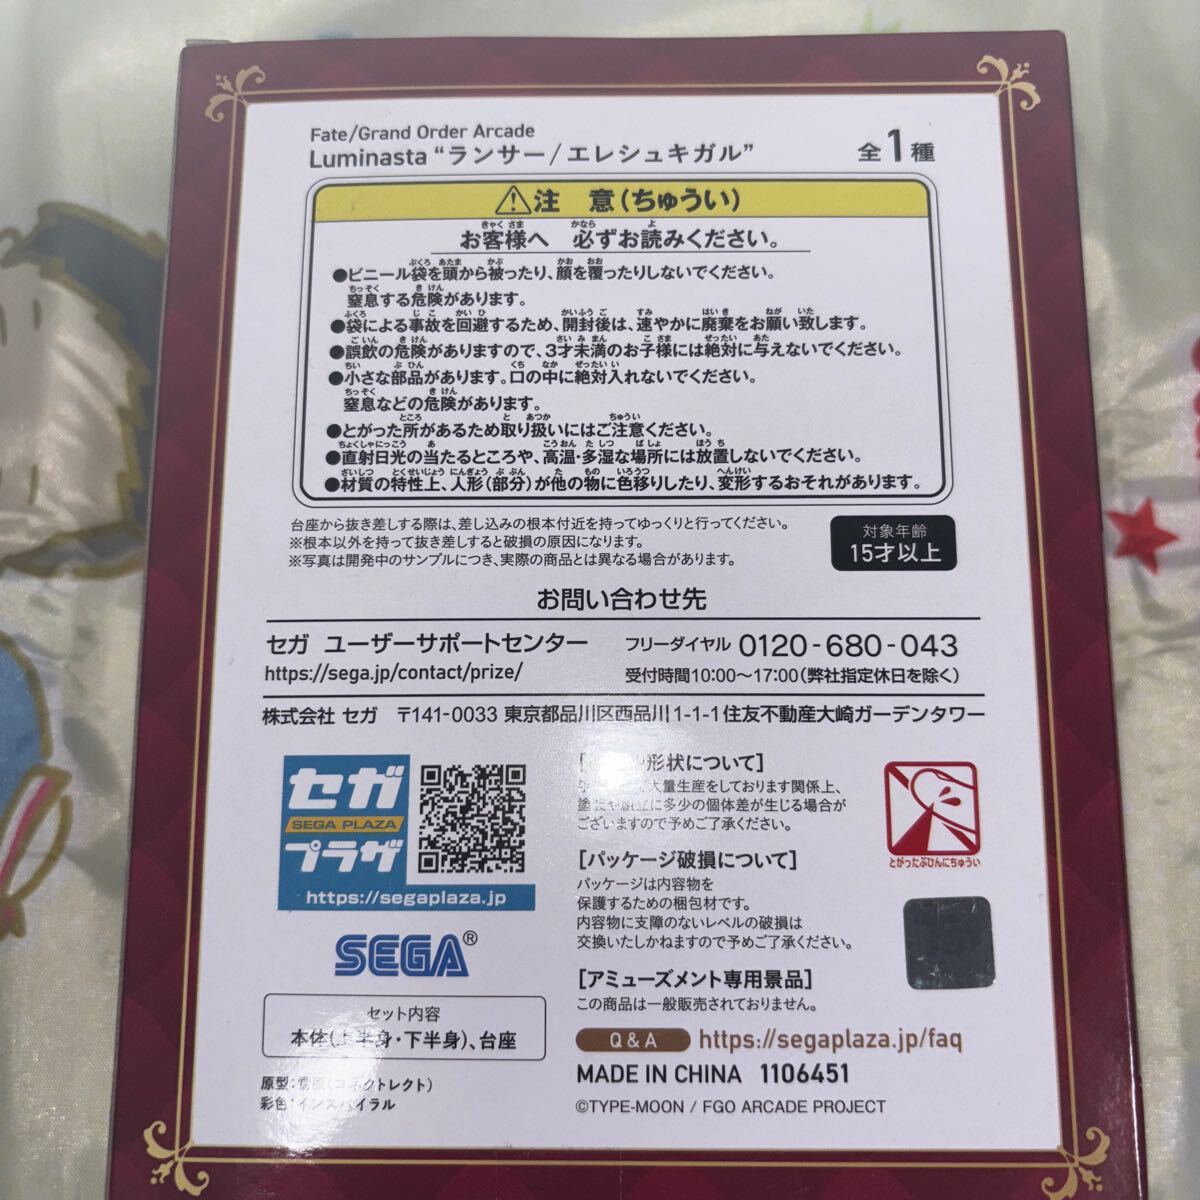 Fate/Grand Order Arcade
Luminasta “ランサー/エレシュキガル” 全1種
注 意(ちゅうい)
お客様へ 必ずお読みください。
●ビニール袋を頭から被ったり、顔を覆ったりしないでください。
窒息する危険があります。
●袋による事故を回避するため、開封後は、速やかに廃棄をお願い致します。
●誤飲の危険がありますので、3才未満のお子様には絶対に与えないでください。
●小さな部品があります。口の中に絶対入れないでください。
窒息などの危険があります。
●とがった所があるため取り扱いにはご注意ください。
●直射日光の当たるところや、高温・多湿な場所には放置しないでください。
●材質の特性上、人形(部分)が他の物に色移りしたり、変形するおそれがあります。
台座から抜き差しする際は、差し込みの根本付近を持ってゆっくりと行ってください。
※根本以外を持って抜き差しすると破損の原因になります。
※写真は開発中のサンプルにつき、実際の商品とは異なる場合があります。
対象年齢
15才以上
お問い合わせ先
セガ ユーザーサポートセンター フリーダイヤル 0120-680-043
https://sega.jp/contact/prize/ 受付時間10:00〜17:00(弊社指定休日を除く)
株式会社 セガ 〒141-0033 東京都品川区西品川1-1-1住友不動産大崎ガーデンタワー
セガ
SEGA PLAZA
プラザ
https://segaplaza.jp
SEGA®
セット内容
本体(上半身・下半身)、台座
原型:(コネクトレクト)
彩色:インスパイラル
形状について]
大量生産をしております関係上、
塗装や組立に多少の個体差が生じる場合が
ございますので予めご了承ください。
[パッケージ破損について]
パッケージは内容物を
保護するための梱包材です。
内容物に支障のないレベルの破損は
交換いたしかねますので予めご了承ください。
[アミューズメント専用景品]
この商品は一般販売されておりません。
Q & A https://segaplaza.jp/faq
MADE IN CHINA 1106451
©TYPE-MOON / FGO ARCADE PROJECT
とがったぶひんにちゅうい